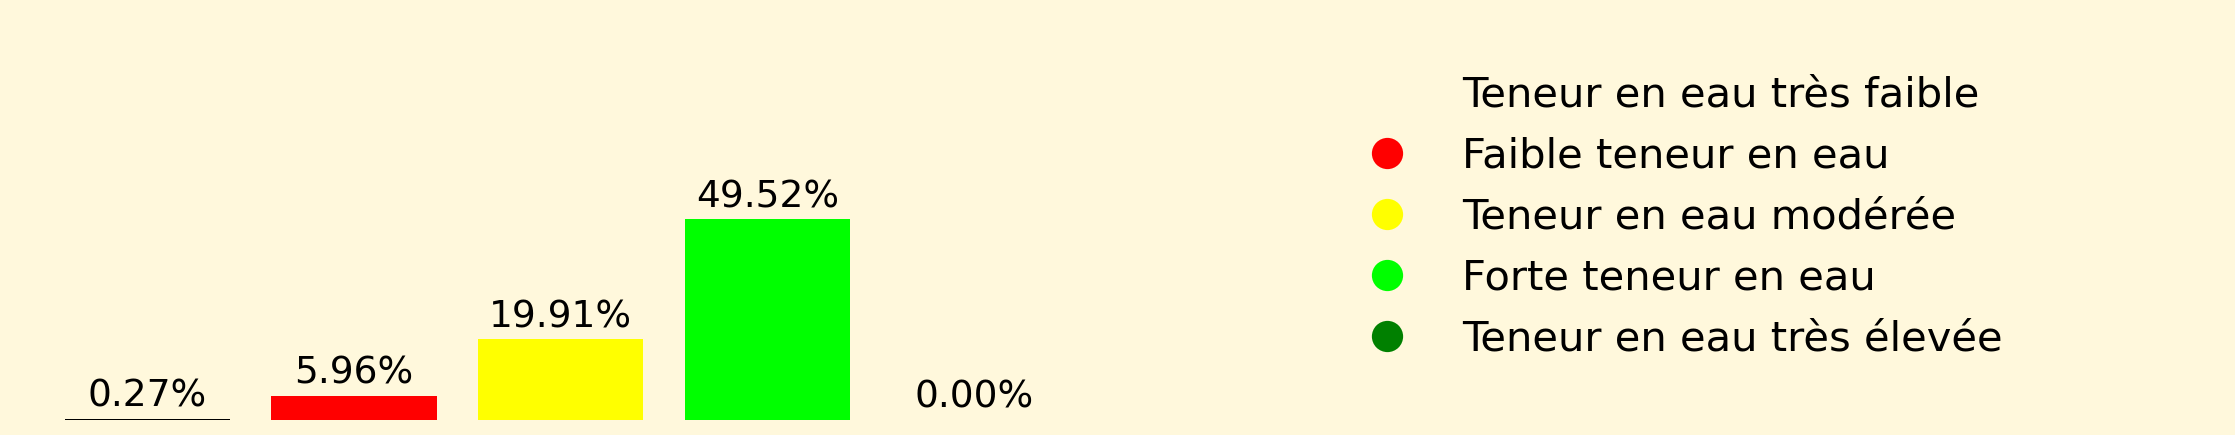 0.27%
5.96%
19.91%
49.52%
0.00%
Teneur en eau très faible
Faible teneur en eau
Teneur en eau modérée
Forte teneur en eau
Teneur en eau très élevée